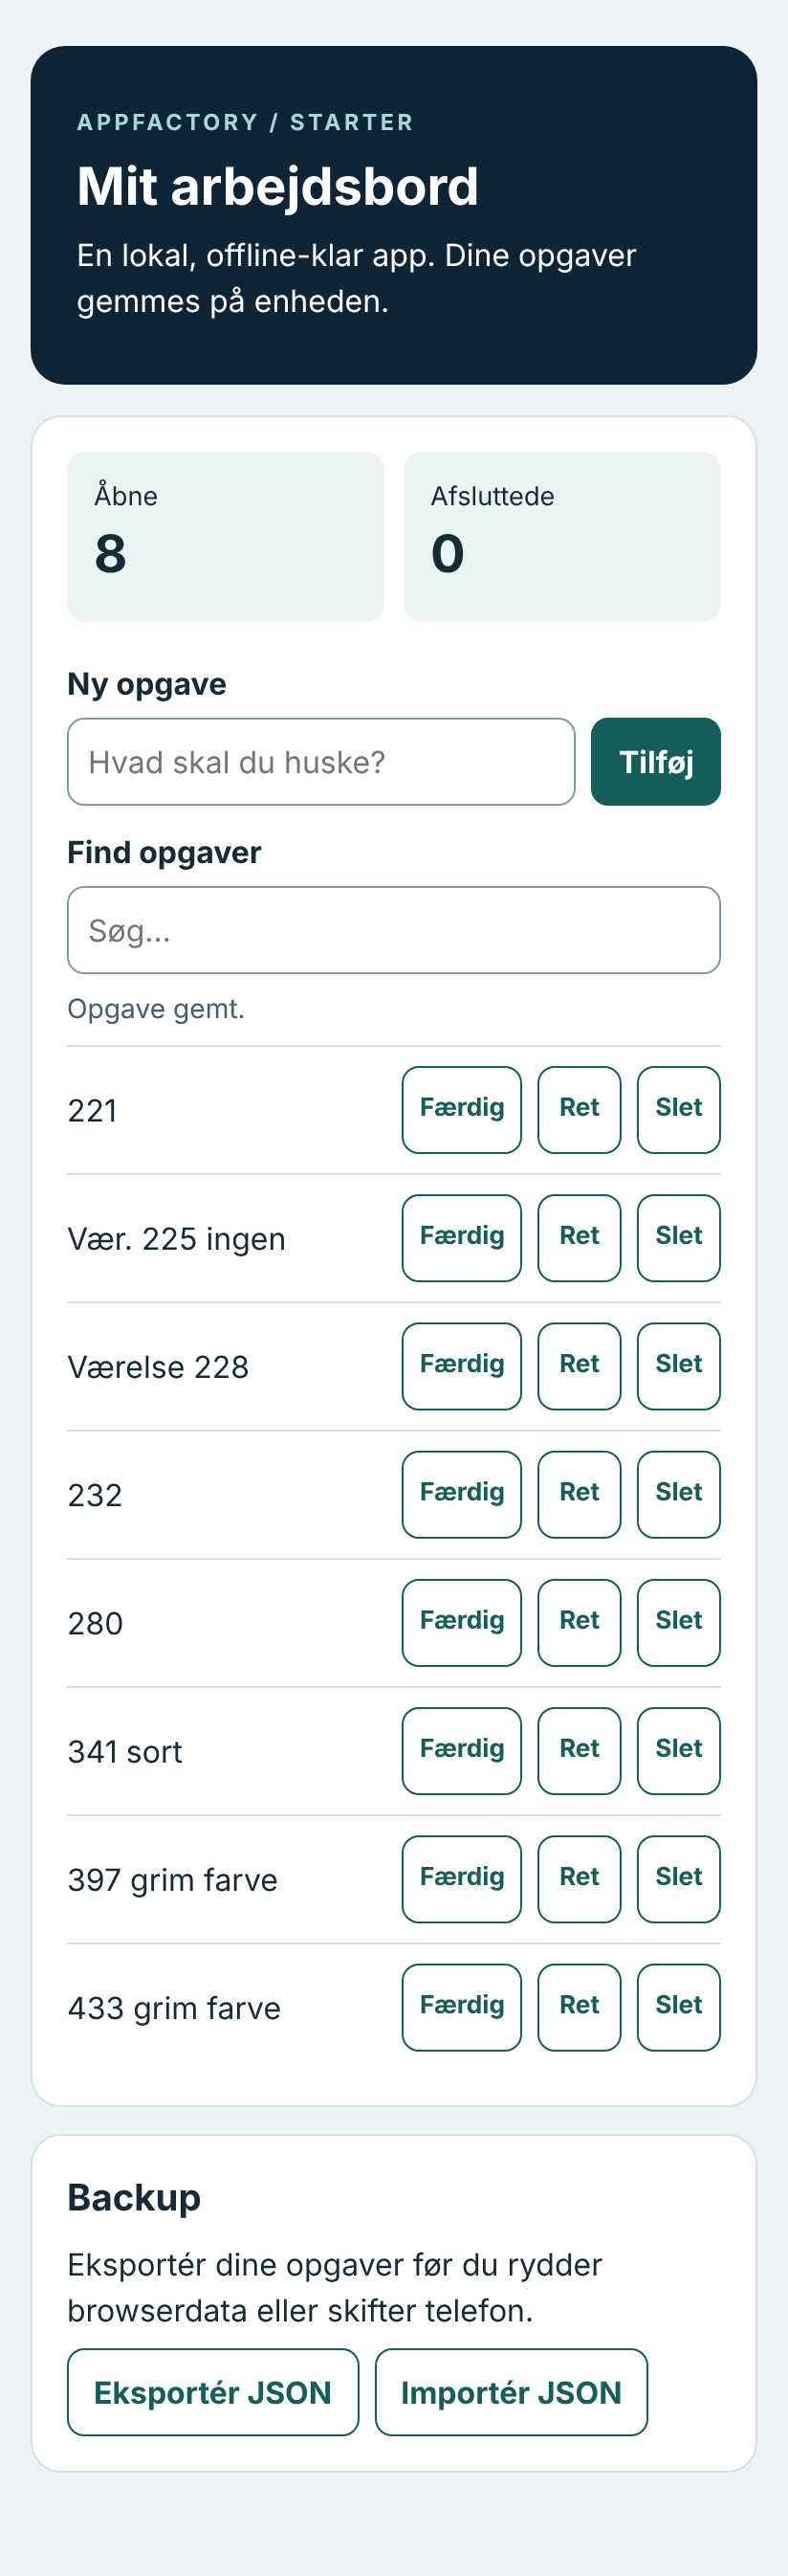 APPFACTORY / STARTER
Mit arbejdsbord
En lokal, offline-klar app. Dine opgaver
gemmes på enheden.
Åbne
8
Afsluttede
0
Ny opgave
Hvad skal du huske?
Tilføj
Find opgaver
Søg...
Opgave gemt.
221 Færdig Ret Slet
Vær. 225 ingen Færdig Ret Slet
Værelse 228 Færdig Ret Slet
232 Færdig Ret Slet
280 Færdig Ret Slet
341 sort Færdig Ret Slet
397 grim farve Færdig Ret Slet
433 grim farve Færdig Ret Slet
Backup
Eksportér dine opgaver før du rydder
browserdata eller skifter telefon.
Eksportér JSON Importér JSON